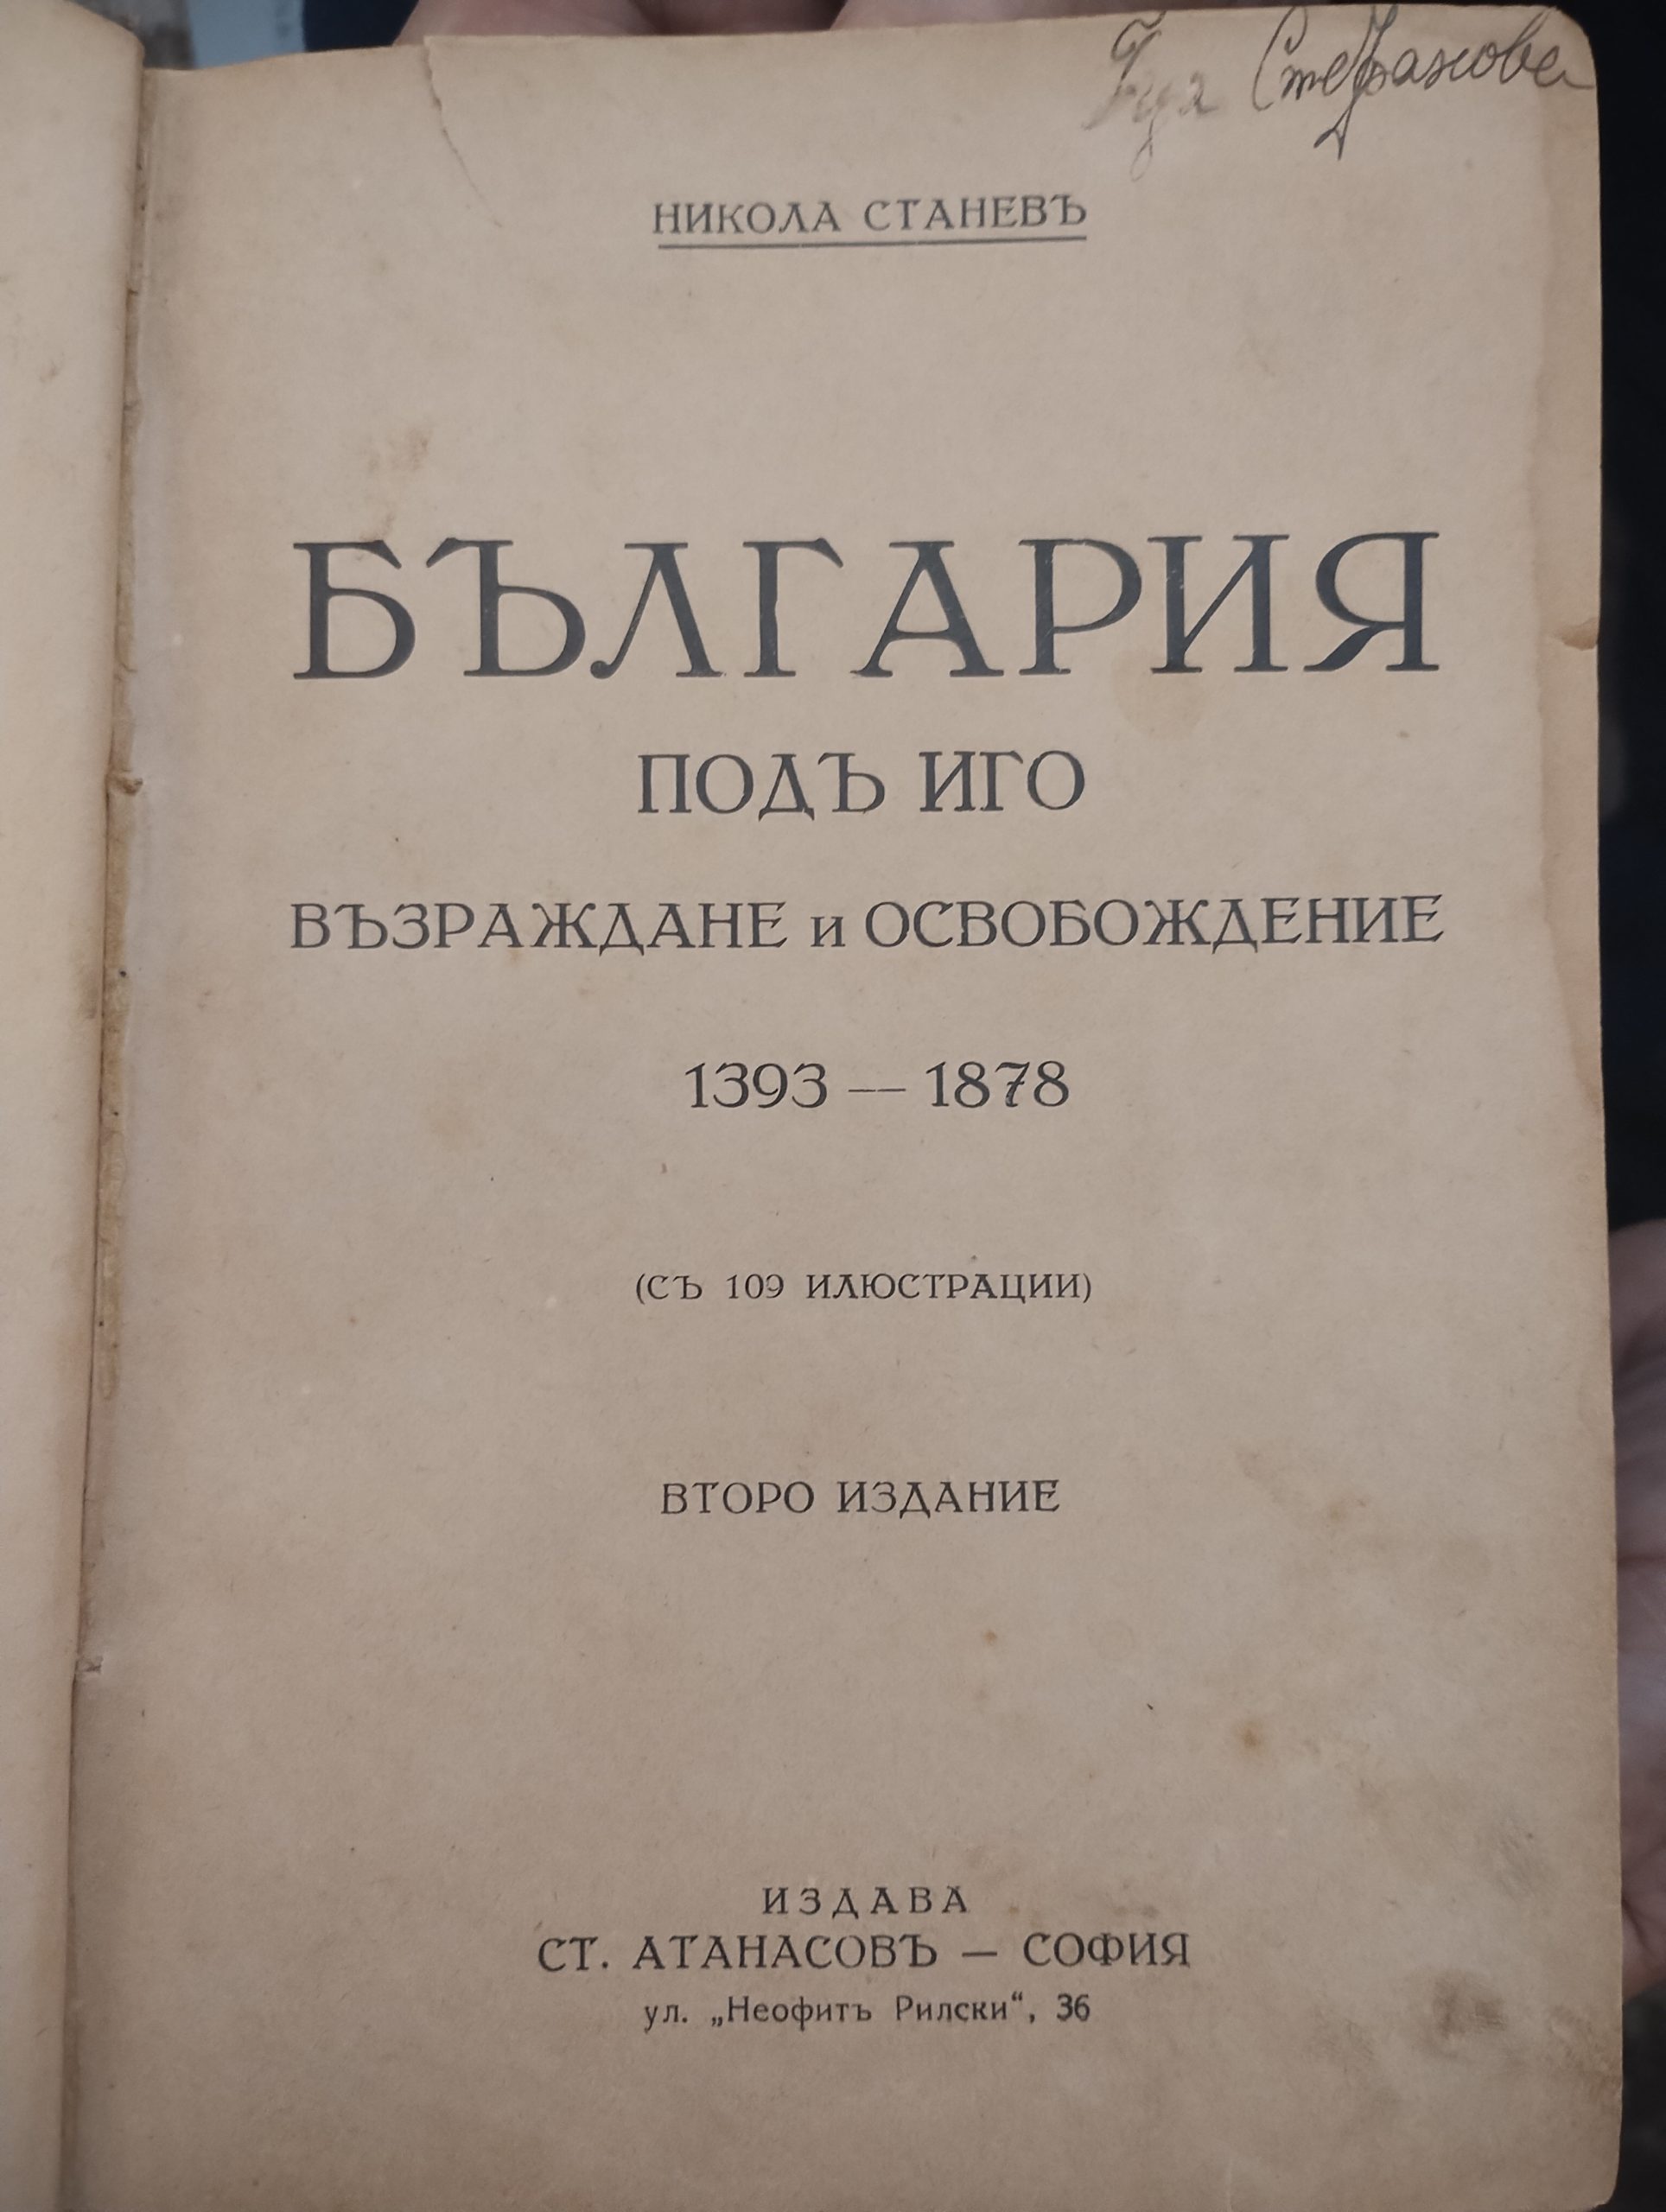 Стефанова
НИКОЛА СТАНЕВЪ
БЪЛГАРИЯ
ПОДЪ ИГО
ВЪЗРАЖДАНЕ и ОСВОБОЖДЕНИЕ
1393 — 1878
(СЪ 109 ИЛЮСТРАЦИИ)
ВТОРО ИЗДАНИЕ
ИЗДАВА
СТ. АТАНАСОВЪ — СОФИЯ
ул. „Неофитъ Рилски“, 36